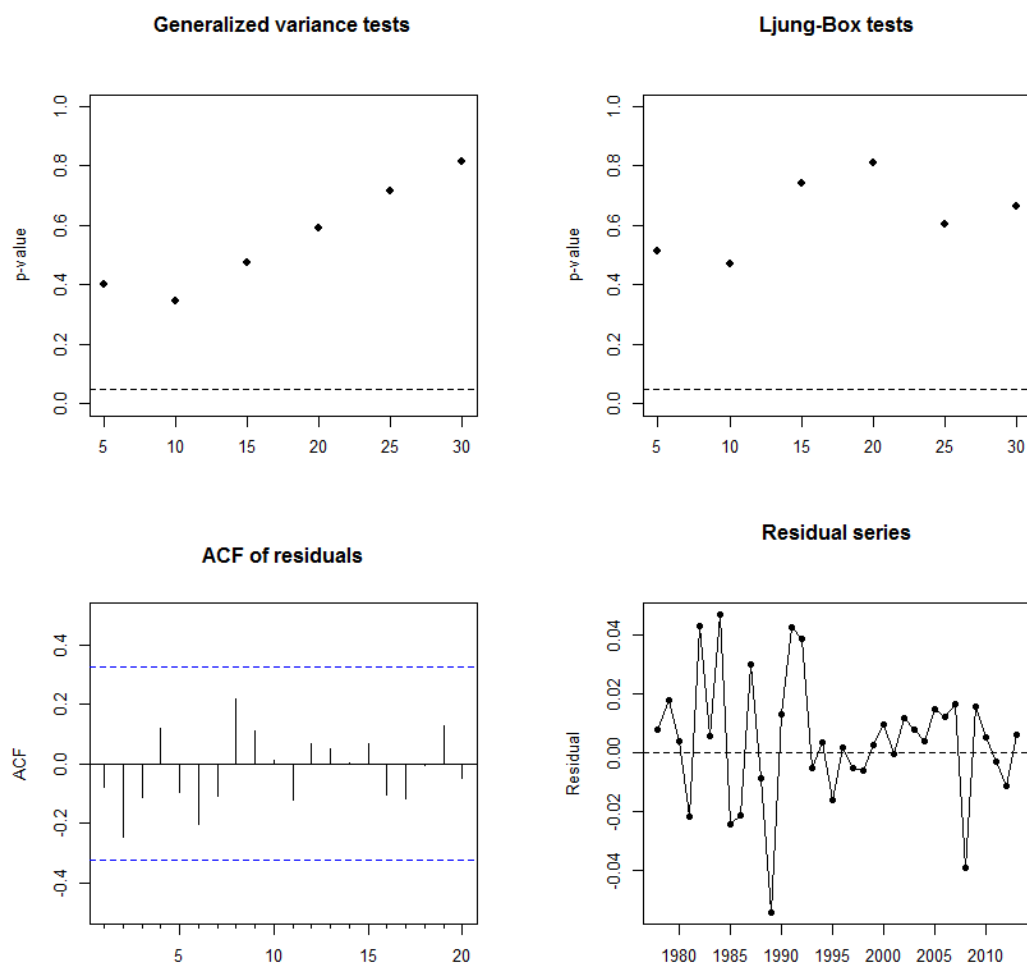 Generalized variance tests
p-value
1.0
0.8
0.6
0.4
0.2
0.0
5 10 15 20 25 30
Ljung-Box tests
p-value
1.0
0.8
0.6
0.4
0.2
0.0
5 10 15 20 25 30
ACF of residuals
ACF
0.4
0.2
0.0
-0.2
-0.4
5 10 15 20
Residual series
Residual
0.04
0.02
0.00
-0.02
-0.04
1980 1985 1990 1995 2000 2005 2010